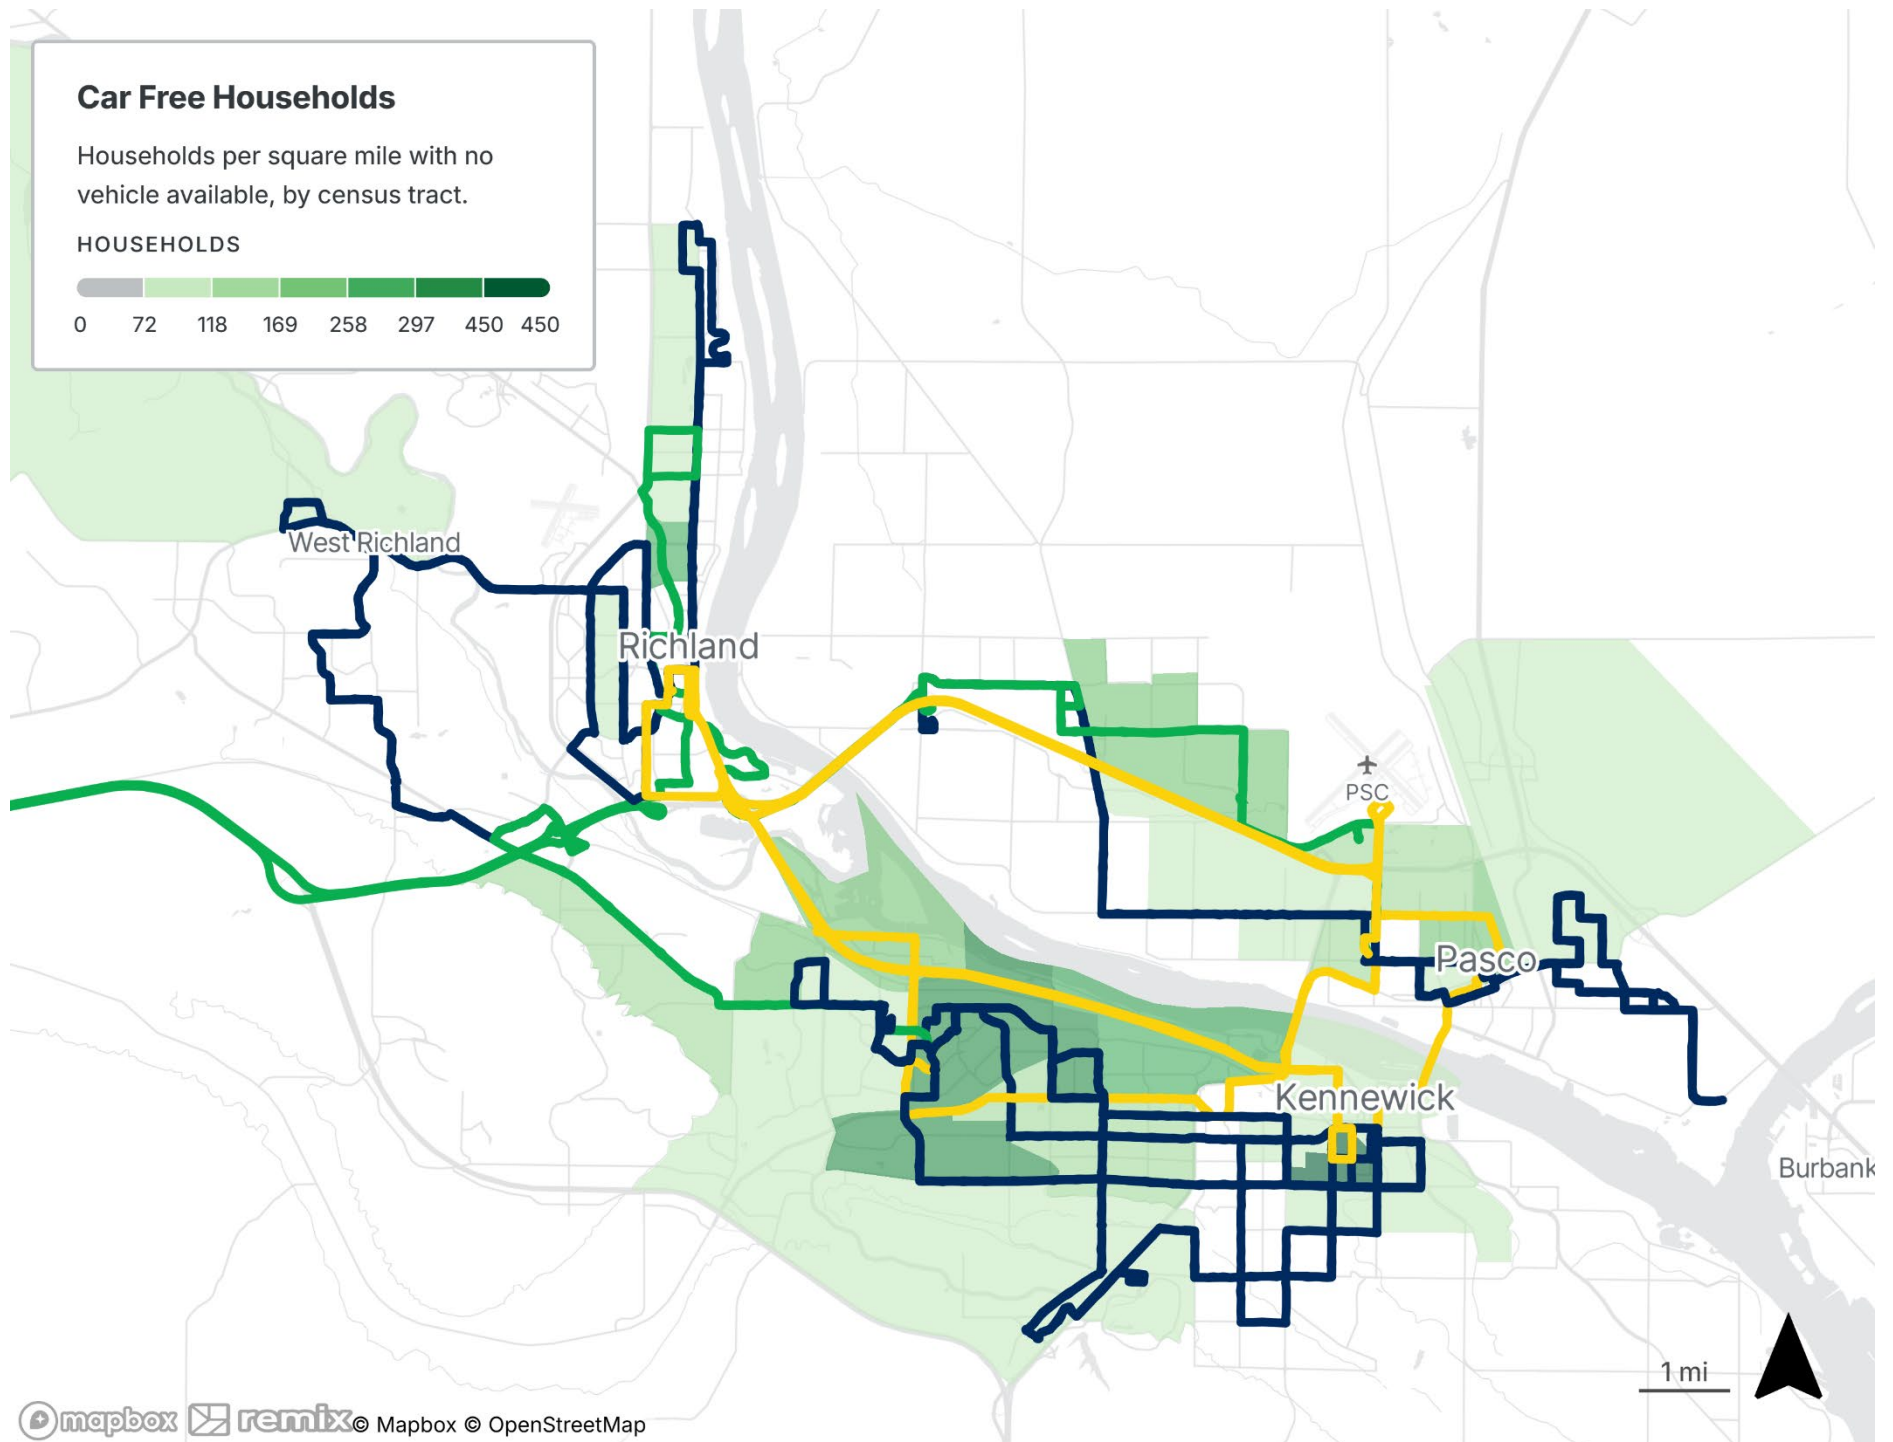 Car Free Households
Households per square mile with no
vehicle available, by census tract.
HOUSEHOLDS
0 72 118 169 258 297 450 450
West Richland
Richland
PSC
Pasco
Kennewick
Burbank
1 mi
mapbox remix © Mapbox © OpenStreetMap